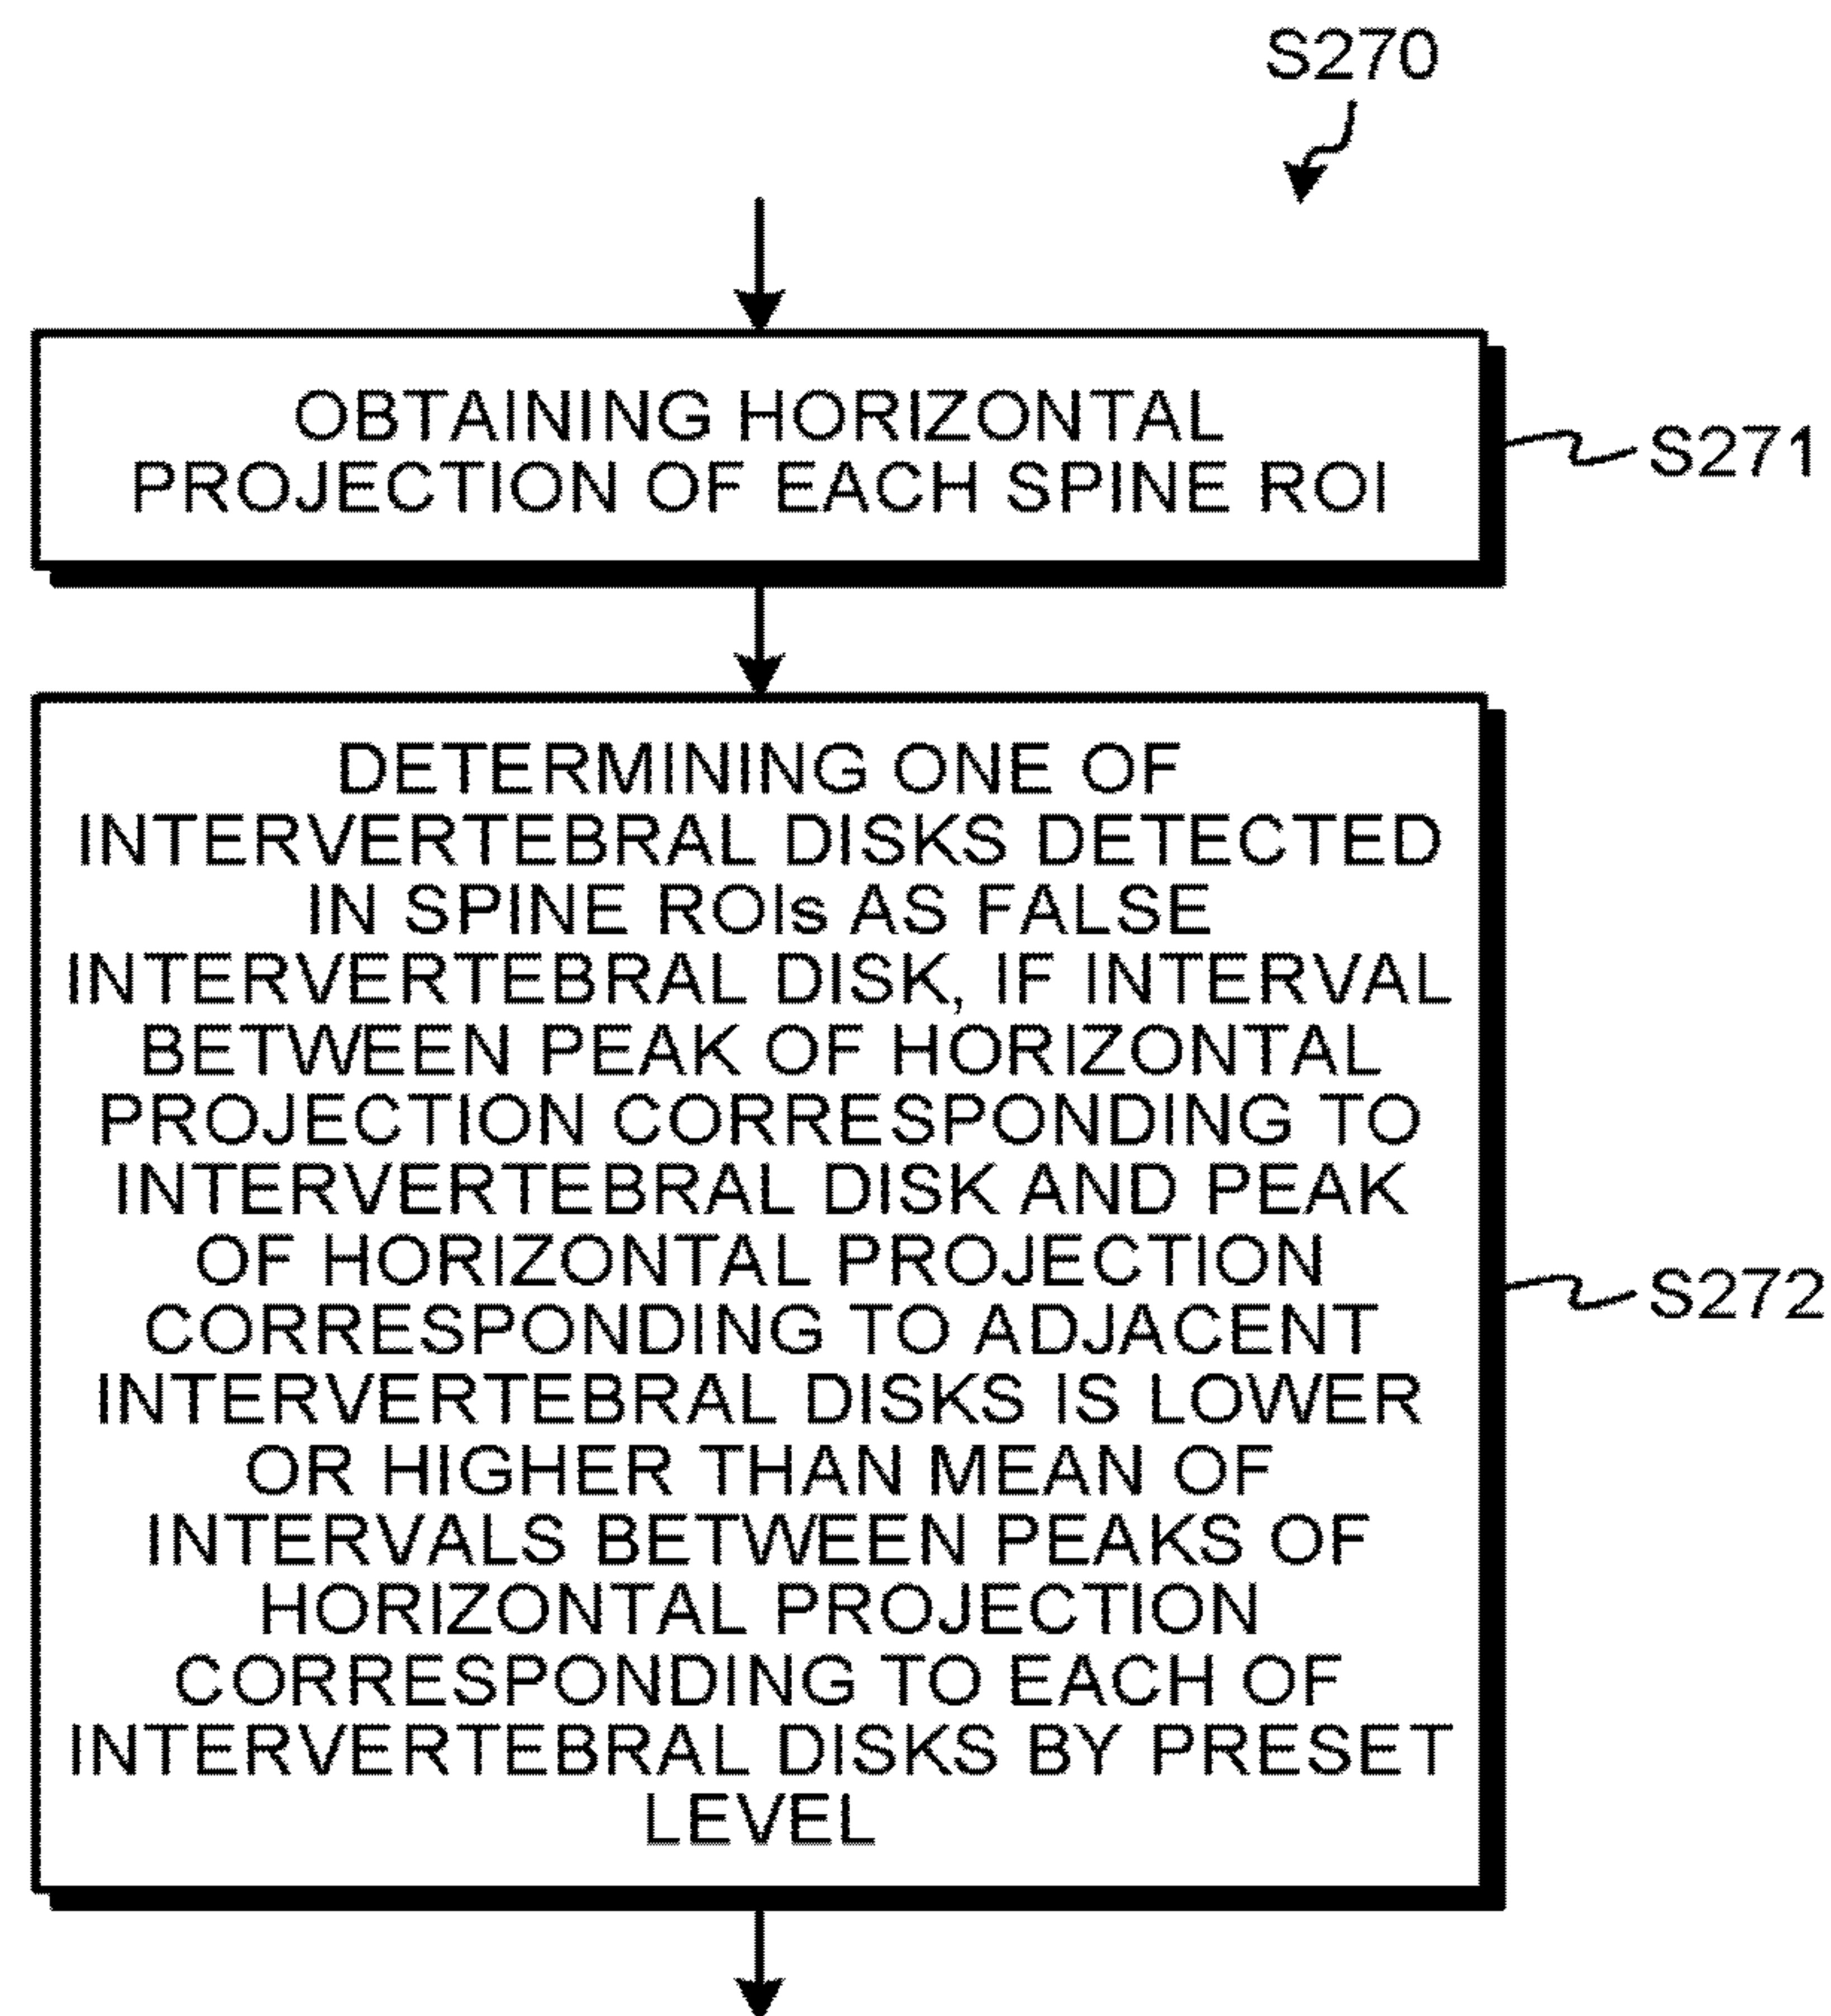 S270
OBTAINING HORIZONTAL
PROJECTION OF EACH SPINE ROI
S271
DETERMINING ONE OF
INTERVERTEBRAL DISKS DETECTED
IN SPINE ROIs AS FALSE
INTERVERTEBRAL DISK, IF INTERVAL
BETWEEN PEAK OF HORIZONTAL
PROJECTION CORRESPONDING TO
INTERVERTEBRAL DISK AND PEAK
OF HORIZONTAL PROJECTION
CORRESPONDING TO ADJACENT
INTERVERTEBRAL DISKS IS LOWER
OR HIGHER THAN MEAN OF
INTERVALS BETWEEN PEAKS OF
HORIZONTAL PROJECTION
CORRESPONDING TO EACH OF
INTERVERTEBRAL DISKS BY PRESET
LEVEL
S272